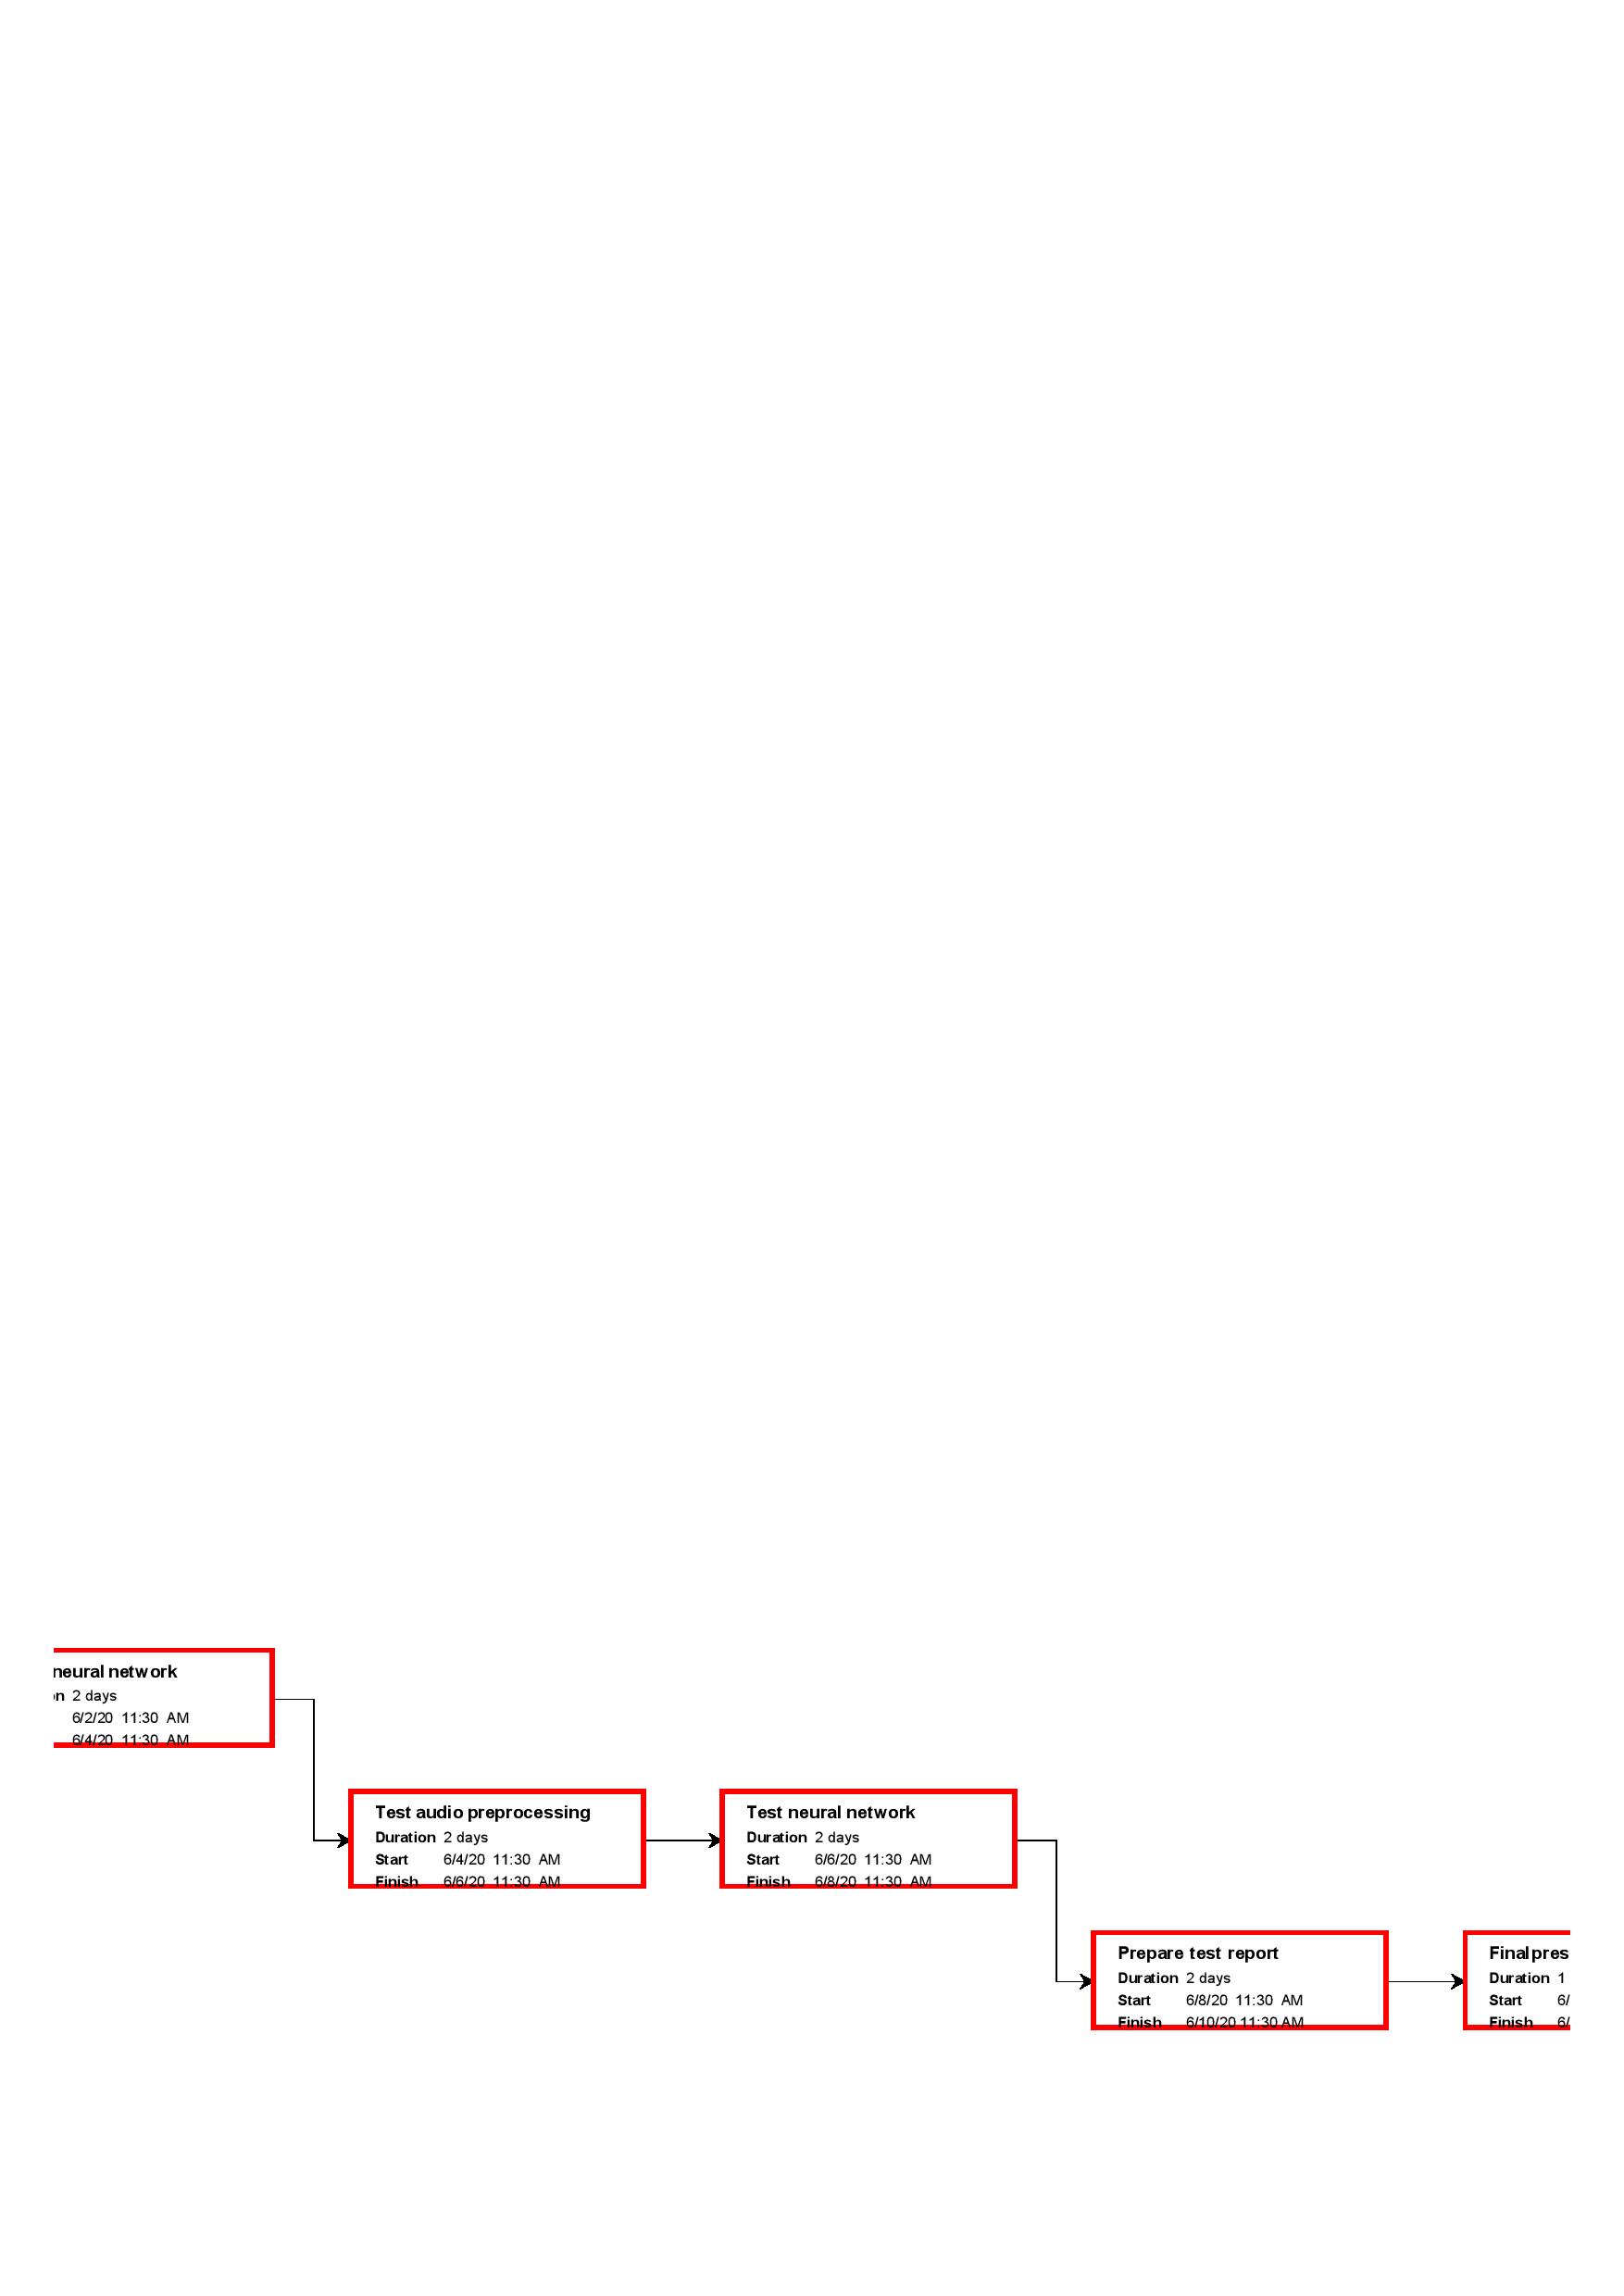 neural network
2 days
6/2/20 11:30 AM
6/4/20 11:30 AM
Test audio preprocessing
Duration 2 days
Start 6/4/20 11:30 AM
Finish 6/6/20 11:30 AM
Test neural network
Duration 2 days
Start 6/6/20 11:30 AM
Finish 6/8/20 11:30 AM
Prepare test report
Duration 2 days
Start 6/8/20 11:30 AM
Finish 6/10/20 11:30 AM
Final pres
Duration 1
Start 6/
Finish 6/